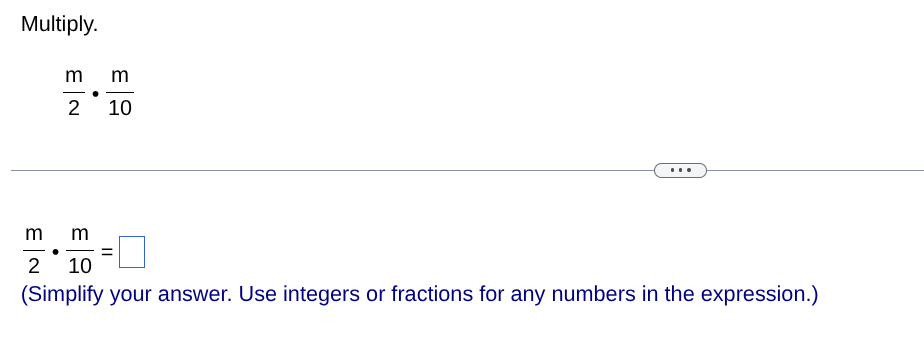 Multiply.
m/2 • m/10
m/2 • m/10 =
(Simplify your answer. Use integers or fractions for any numbers in the expression.)